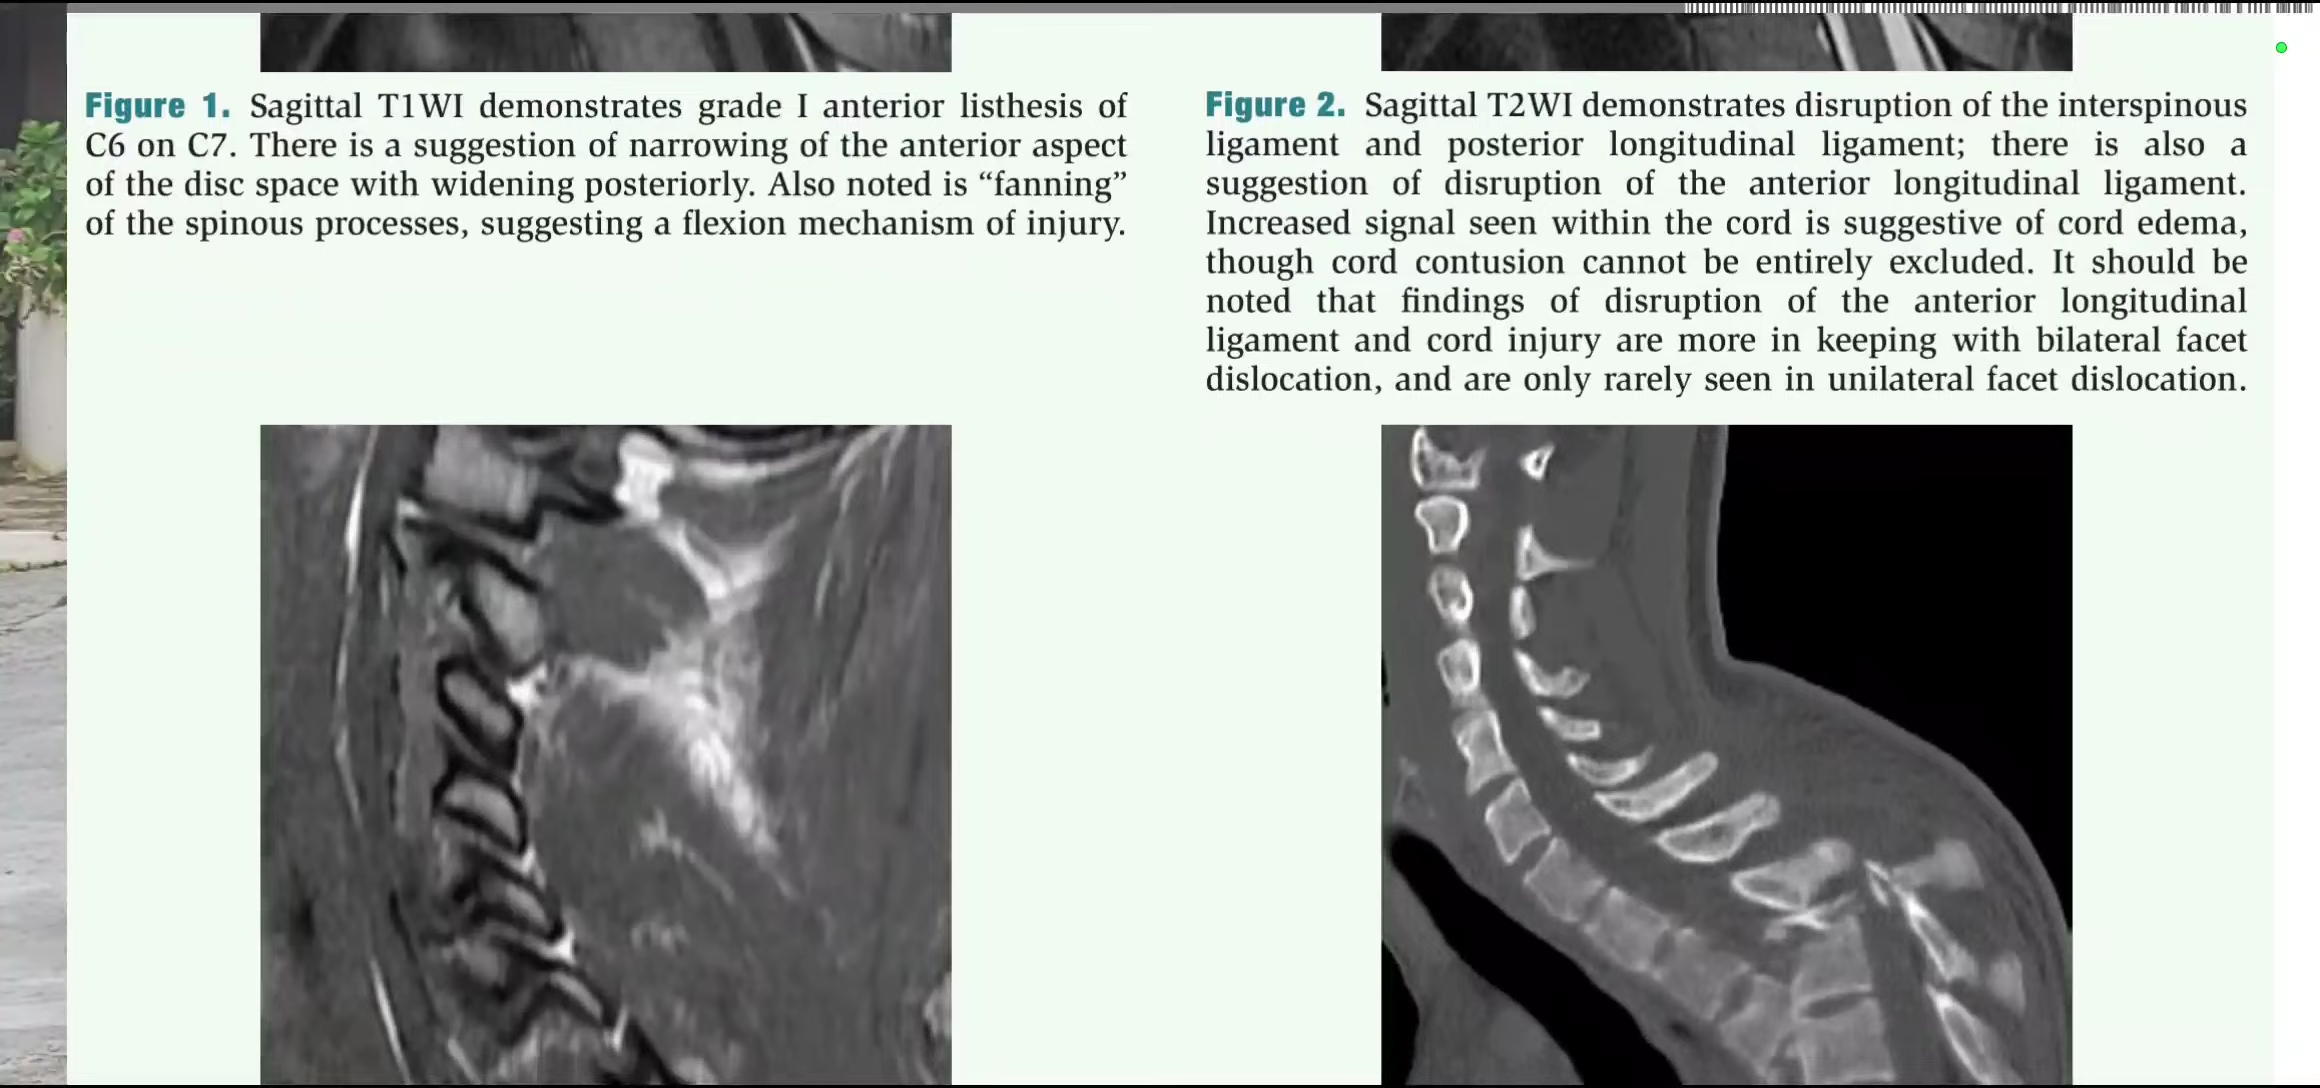 Figure 1. Sagittal T1WI demonstrates grade I anterior listhesis of
C6 on C7. There is a suggestion of narrowing of the anterior aspect
of the disc space with widening posteriorly. Also noted is “fanning”
of the spinous processes, suggesting a flexion mechanism of injury.
Figure 2. Sagittal T2WI demonstrates disruption of the interspinous
ligament and posterior longitudinal ligament; there is also a
suggestion of disruption of the anterior longitudinal ligament.
Increased signal seen within the cord is suggestive of cord edema,
though cord contusion cannot be entirely excluded. It should be
noted that findings of disruption of the anterior longitudinal
ligament and cord injury are more in keeping with bilateral facet
dislocation, and are only rarely seen in unilateral facet dislocation.